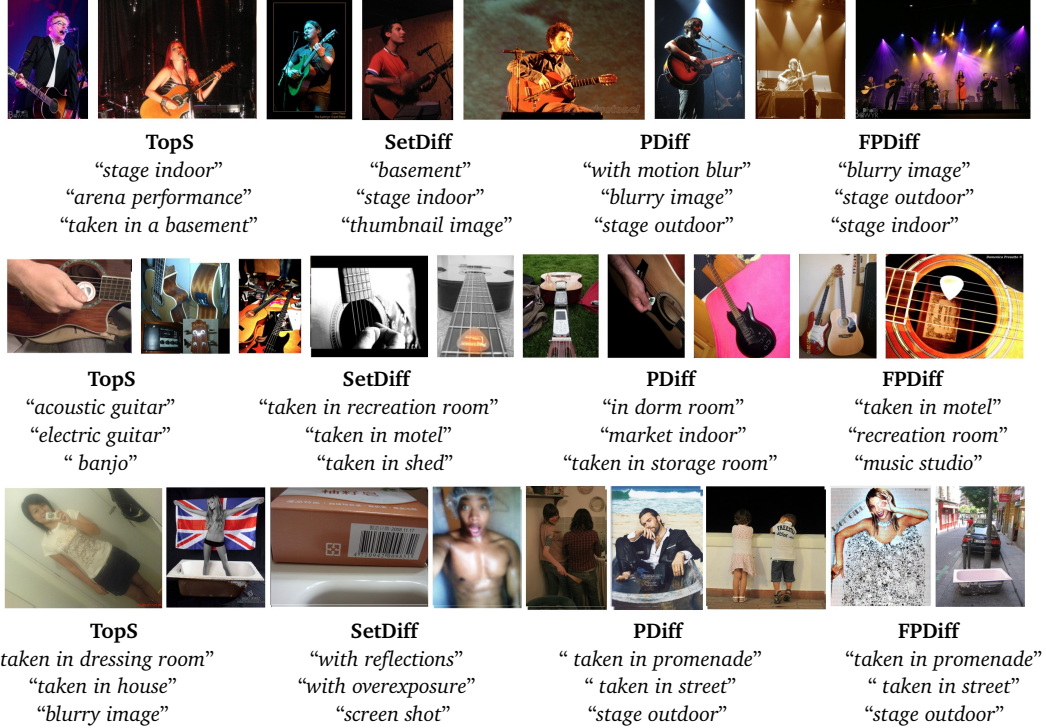 TopS SetDiff PDiff FPDiff
“stage indoor” “basement” “with motion blur” “blurry image”
“arena performance” “stage indoor” “blurry image” “stage outdoor”
“taken in a basement” “thumbnail image” “stage outdoor” “stage indoor”
TopS SetDiff PDiff FPDiff
“acoustic guitar” “taken in recreation room” “in dorm room” “taken in motel”
“electric guitar” “taken in motel” “market indoor” “recreation room”
“ banjo” “taken in shed” “taken in storage room” “music studio”
TopS SetDiff PDiff FPDiff
taken in dressing room” “with reflections” “ taken in promenade” “taken in promenade”
“taken in house” “with overexposure” “ taken in street” “ taken in street”
“blurry image” “screen shot” “stage outdoor” “stage outdoor”